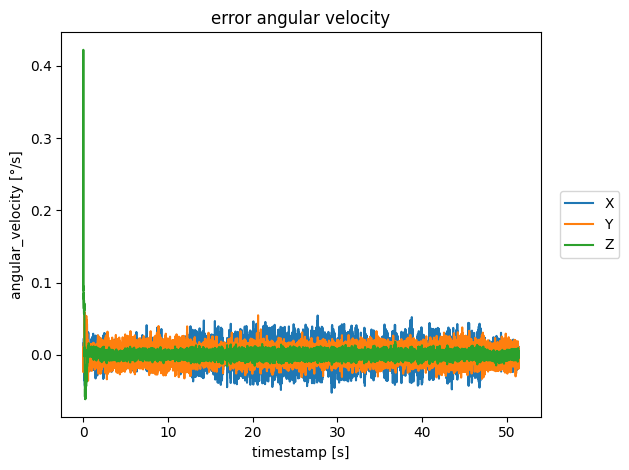 error angular velocity
angular_velocity [°/s]
0.4
0.3
0.2
0.1
0.0
0
10
20
30
40
50
timestamp [s]
X
Y
Z